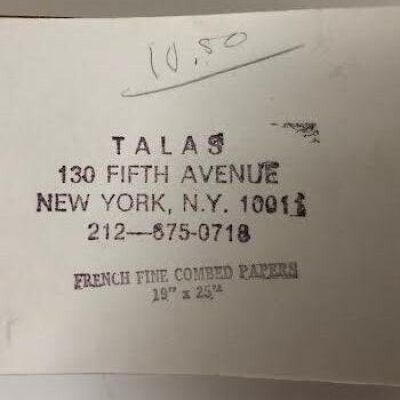 10.50
TALAS
130 FIFTH AVENUE
NEW YORK, N.Y. 10011
212—675-0718
FRENCH FINE COMBED PAPERS
19" x 25"